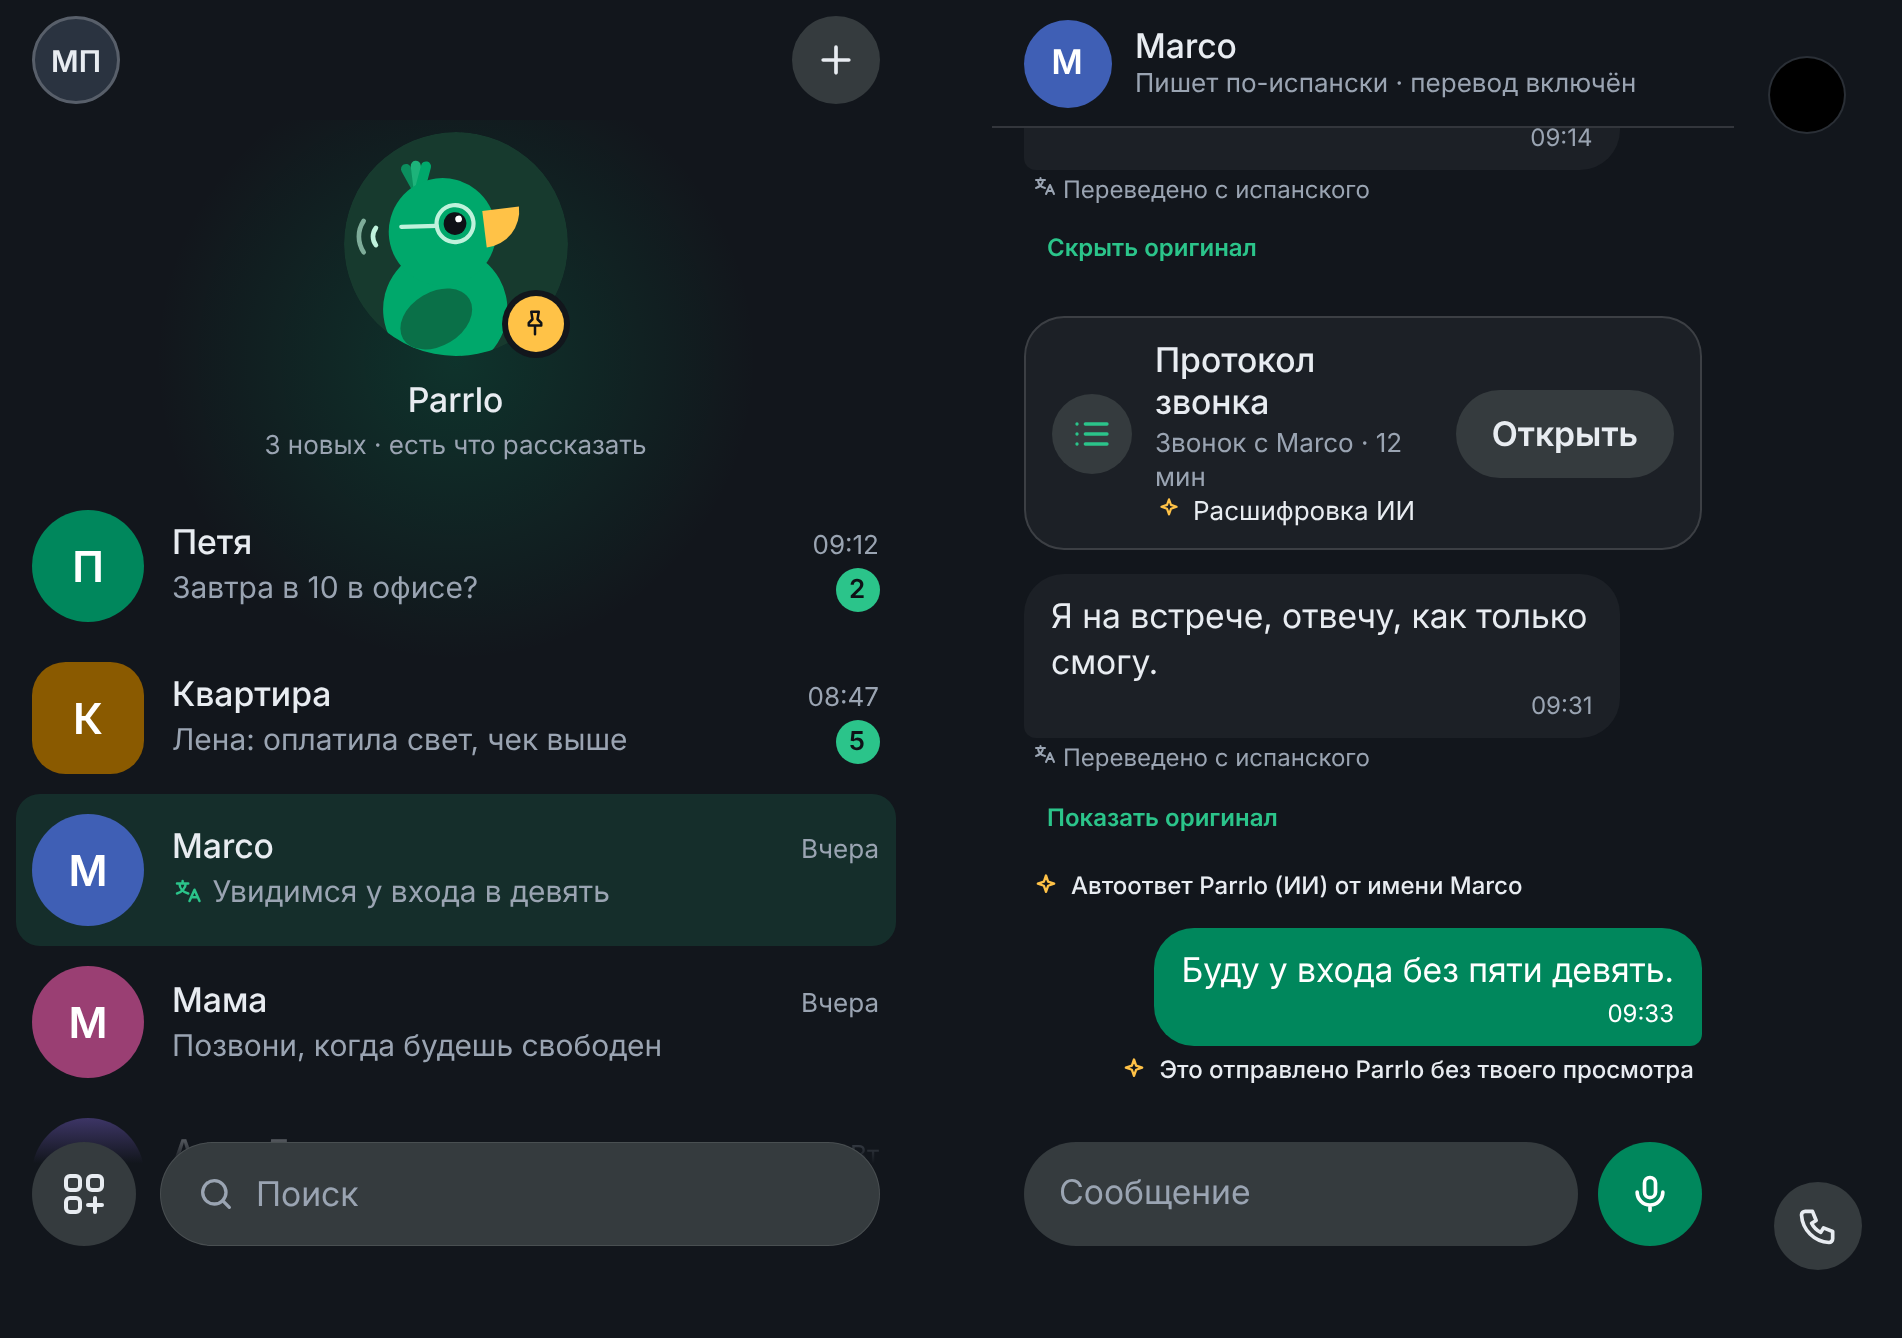 МП
Parrlo
3 новых · есть что рассказать
П
Петя
09:12
Завтра в 10 в офисе?
2
К
Квартира
08:47
Лена: оплатила свет, чек выше
5
M
Marco
Вчера
Увидимся у входа в девять
М
Мама
Вчера
Позвони, когда будешь свободен
Вт
Поиск
M
Marco
Пишет по-испански · перевод включён
09:14
Переведено с испанского
Скрыть оригинал
Протокол
звонка
Звонок с Marco · 12
мин
Расшифровка ИИ
Открыть
Я на встрече, отвечу, как только
смогу.
09:31
Переведено с испанского
Показать оригинал
Автоответ Parrlo (ИИ) от имени Marco
Буду у входа без пяти девять.
09:33
Это отправлено Parrlo без твоего просмотра
Сообщение